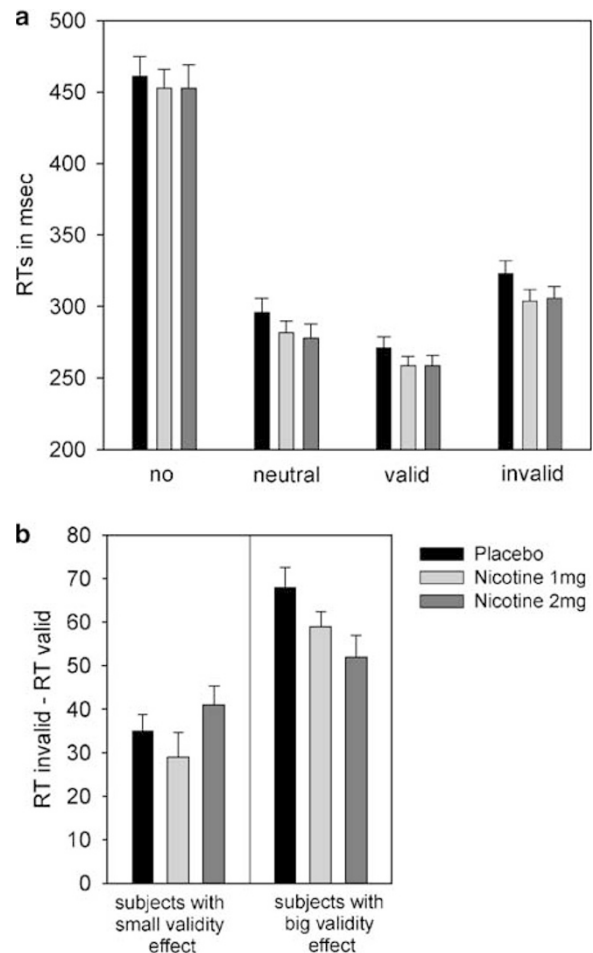 a
500
450
400
350
300
250
200
RTs in msec
no neutral valid invalid
b
80
70
60
50
40
30
20
10
0
RT invalid - RT valid
subjects with
small validity
effect
subjects with
big validity
effect
Placebo
Nicotine 1mg
Nicotine 2mg